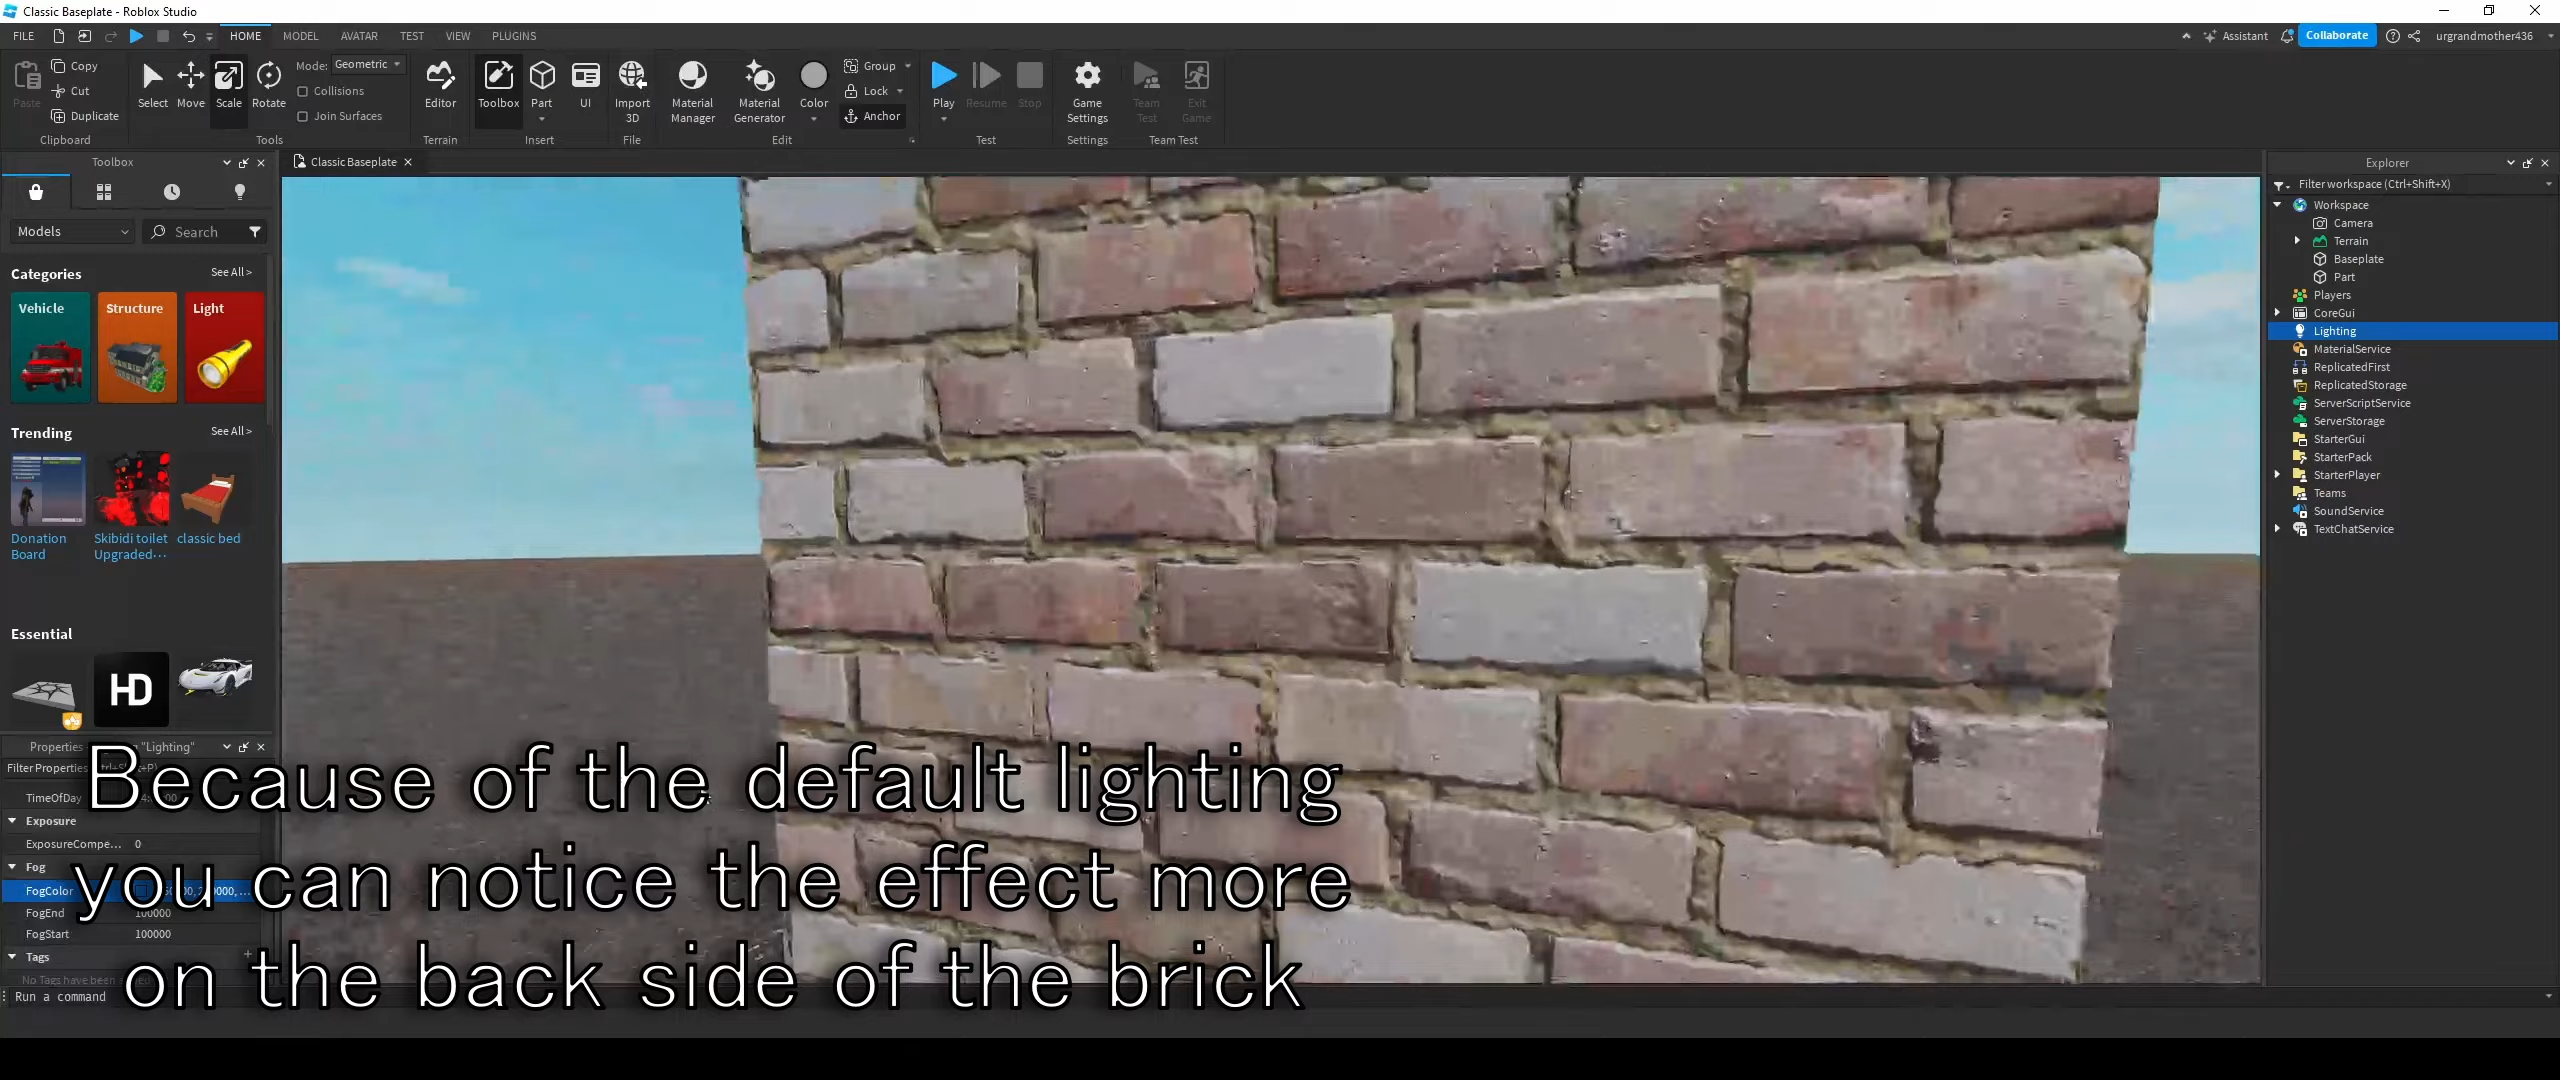 Classic Baseplate - Roblox Studio
FILE HOME MODEL AVATAR TEST VIEW PLUGINS Assistant Collaborate urgrandmother436
Paste Copy Cut Duplicate
Clipboard
Select Move Scale Rotate
Mode: Geometric
Collisions
Join Surfaces
Tools
Editor
Terrain
Toolbox Part UI
Insert
Import
3D
File
Material
Manager
Material
Generator
Color
Group
Lock
Anchor
Edit
Play Resume Stop
Test
Game
Settings
Settings
Team
Test
Exit
Game
Team Test
Toolbox
Models Search
Categories See All >
Vehicle Structure Light
Trending See All >
Donation
Board
Skibidi toilet
Upgraded···
classic bed
Essential
HD
Classic Baseplate
Explorer
Filter workspace (Ctrl+Shift+X)
Workspace
Camera
Terrain
Baseplate
Part
Players
CoreGui
Lighting
MaterialService
ReplicatedFirst
ReplicatedStorage
ServerScriptService
ServerStorage
StarterGui
StarterPack
StarterPlayer
Teams
SoundService
TextChatService
Properties "Lighting"
Filter Properties
TimeOfDay
Exposure
ExposureCompe... 0
Fog
FogColor
FogEnd 100000
FogStart 100000
Tags
No Tags have been
Run a command
Because of the default lighting
you can notice the effect more
on the back side of the brick